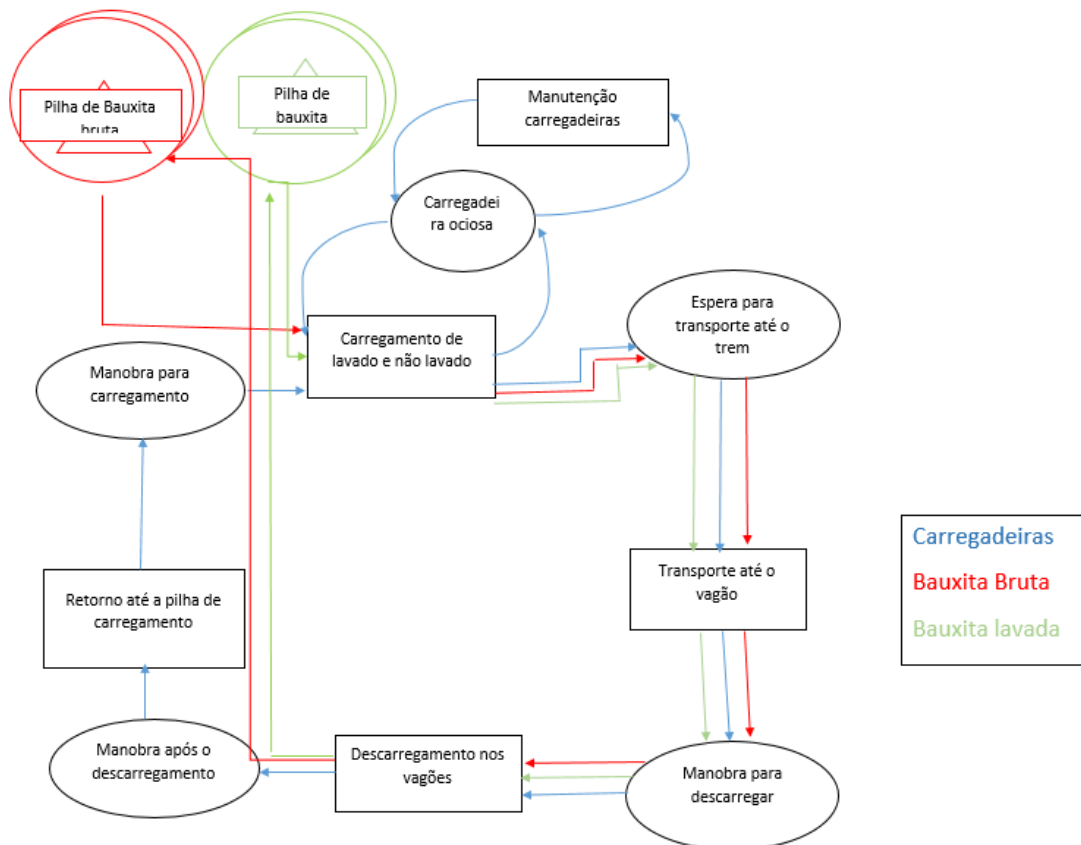 Pilha de Bauxita
bruta
Pilha de
bauxita
Manutenção
carregadeiras
Carregadei
ra ociosa
Espera para
transporte até o
trem
Carregamento de
lavado e não lavado
Manobra para
carregamento
Carregadeiras
Bauxita Bruta
Bauxita lavada
Transporte até o
vagão
Retorno até a pilha de
carregamento
Manobra após o
descarregamento
Descarregamento nos
vagões
Manobra para
descarregar